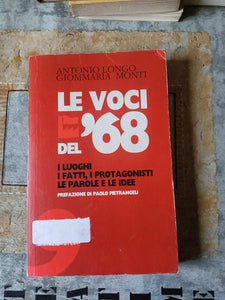 ANTONIO LONGO
GIOMMARIA MONTI
LE VOCI
DEL '68
I LUOGHI
I FATTI, I PROTAGONISTI
LE PAROLE E LE IDEE
PREFAZIONE DI PAOLO PIETRANGELI